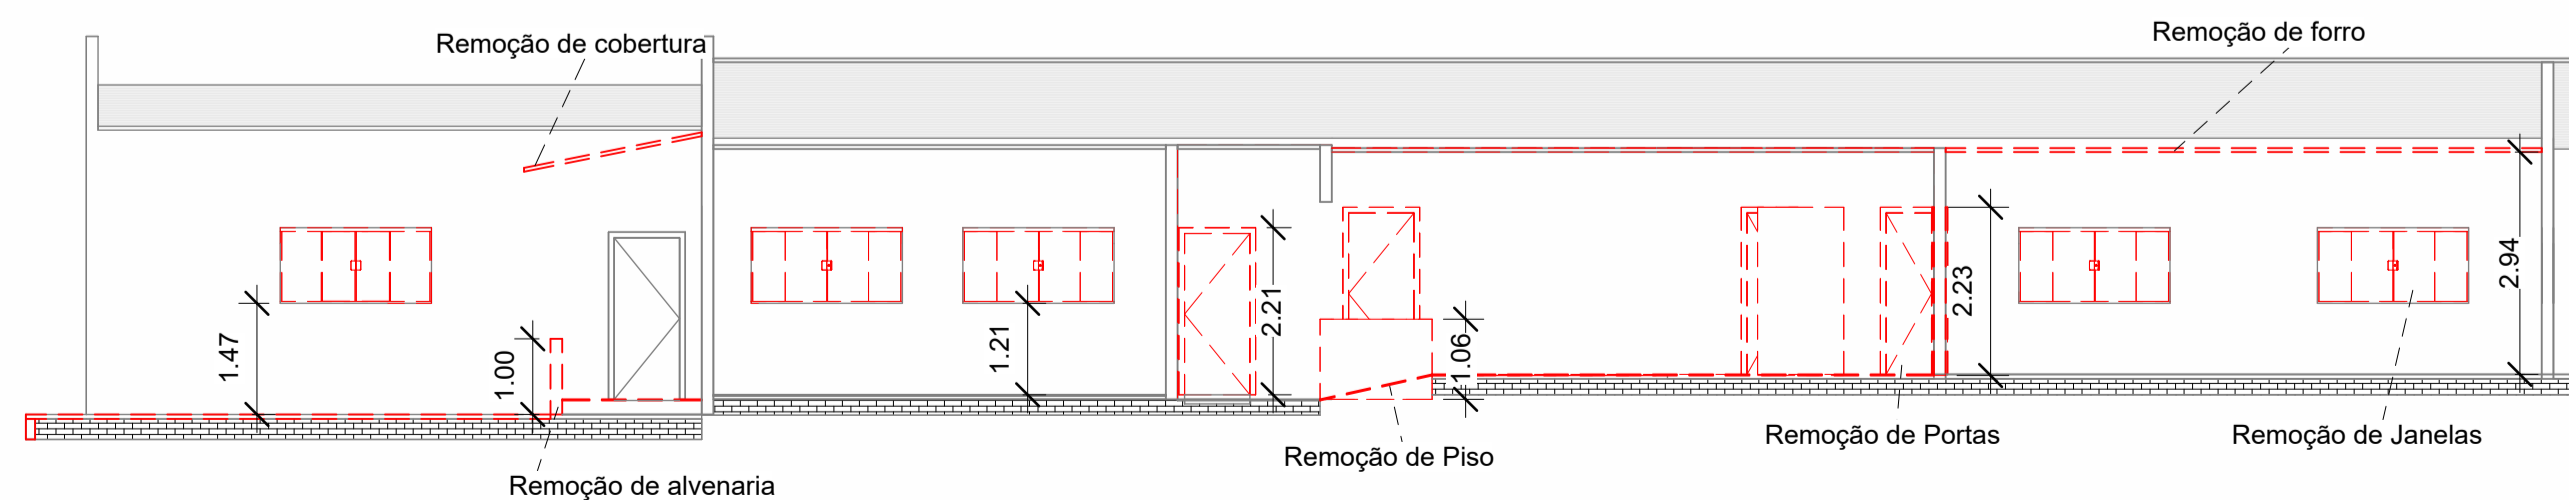 Remoção de forro
Remoção de cobertura
1.47
1.00
1.21
2.21
1.06
2.23
2.94
Remoção de Portas
Remoção de Janelas
Remoção de Piso
Remoção de alvenaria